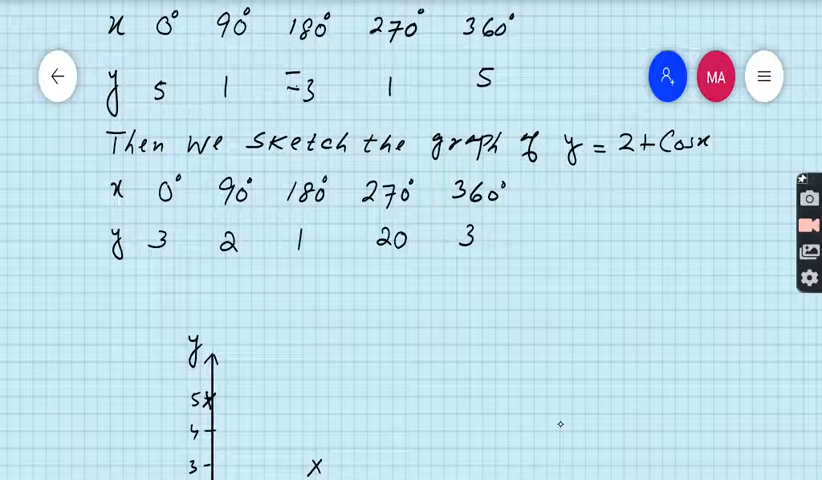 x 0° 90° 180° 270° 360°
y 5 1 -3 1 5
MA
Then we sketch the graph of y = 2+Cosx
x 0° 90° 180° 270° 360°
y 3 2 1 20 3
y
5
4
3